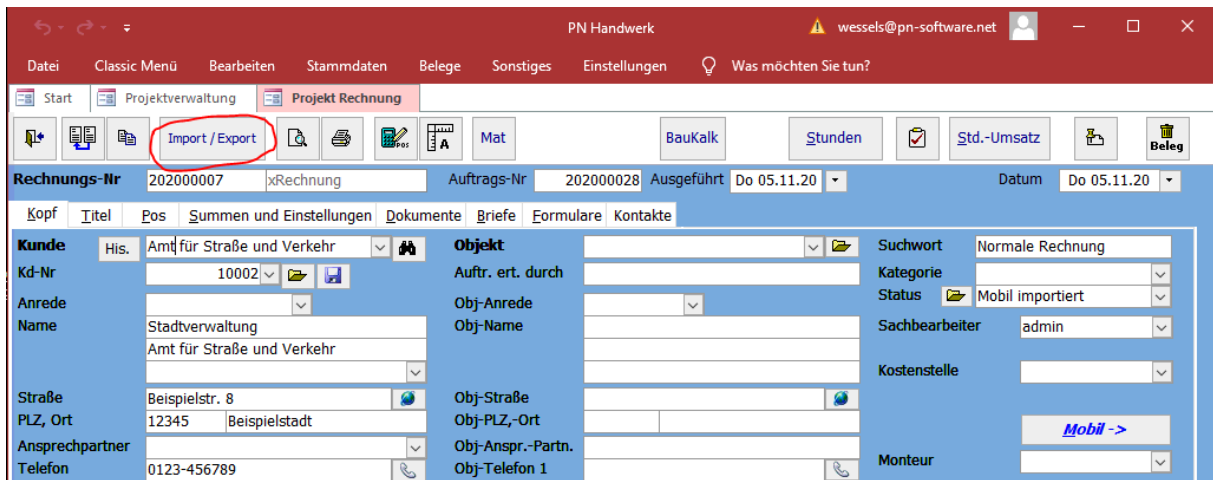 PN Handwerk wessels@pn-software.net
Datei Classic Menü Bearbeiten Stammdaten Belege Sonstiges Einstellungen Was möchten Sie tun?
Start Projektverwaltung Projekt Rechnung
Import / Export POS A Mat BauKalk Stunden Std.-Umsatz Beleg
Rechnungs-Nr 202000007 xRechnung Auftrags-Nr 202000028 Ausgeführt Do 05.11.20 Datum Do 05.11.20
Kopf Titel Pos Summen und Einstellungen Dokumente Briefe Formulare Kontakte
Kunde His. Amt für Straße und Verkehr Objekt Suchwort Normale Rechnung
Kd-Nr 10002 Auftr. ert. durch Kategorie
Status Mobil importiert
Anrede Obj-Anrede
Name Stadtverwaltung Obj-Name Sachbearbeiter admin
Amt für Straße und Verkehr
Kostenstelle
Straße Beispielstr. 8 Obj-Straße
PLZ, Ort 12345 Beispielstadt Obj-PLZ,-Ort
Mobil ->
Ansprechpartner Obj-Anspr.-Partn.
Telefon 0123-456789 Obj-Telefon 1 Monteur